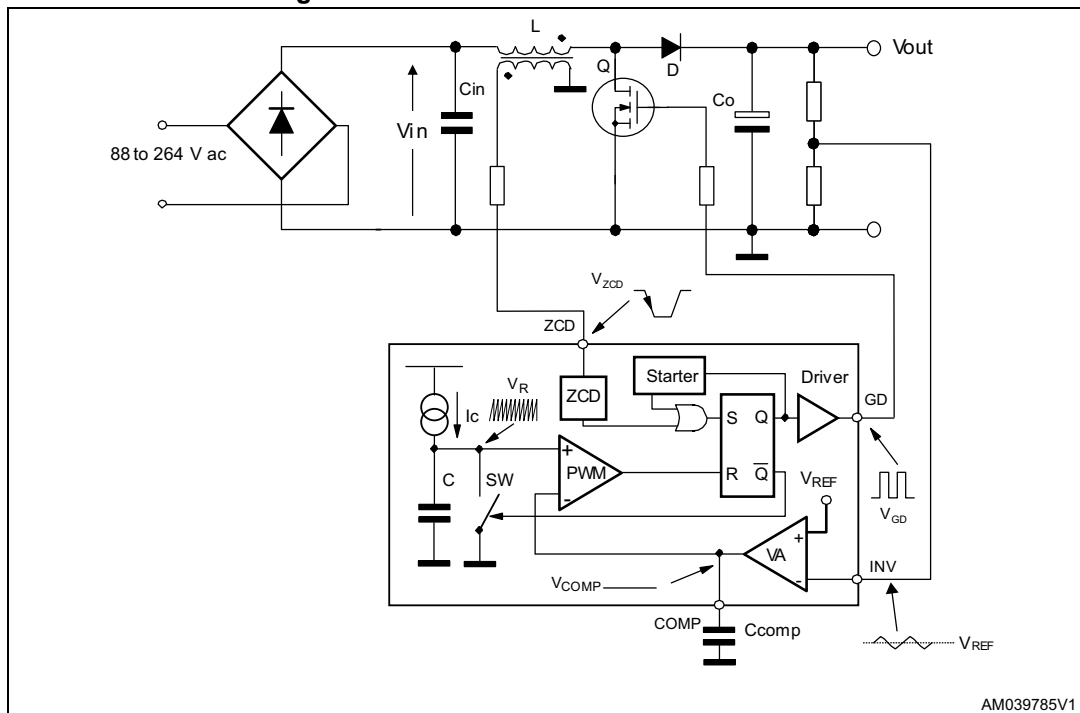 g
L
Vout
Q
D
Cin
Co
Vin
88 to 264 V ac
VZCD
ZCD
Starter
Driver
VR
GD
ZCD
Ic
S Q
PWM
C
SW
R Q
VREF
VGD
VA
INV
VCOMP
COMP
Ccomp
VREF
AM039785V1
+
-
+
-